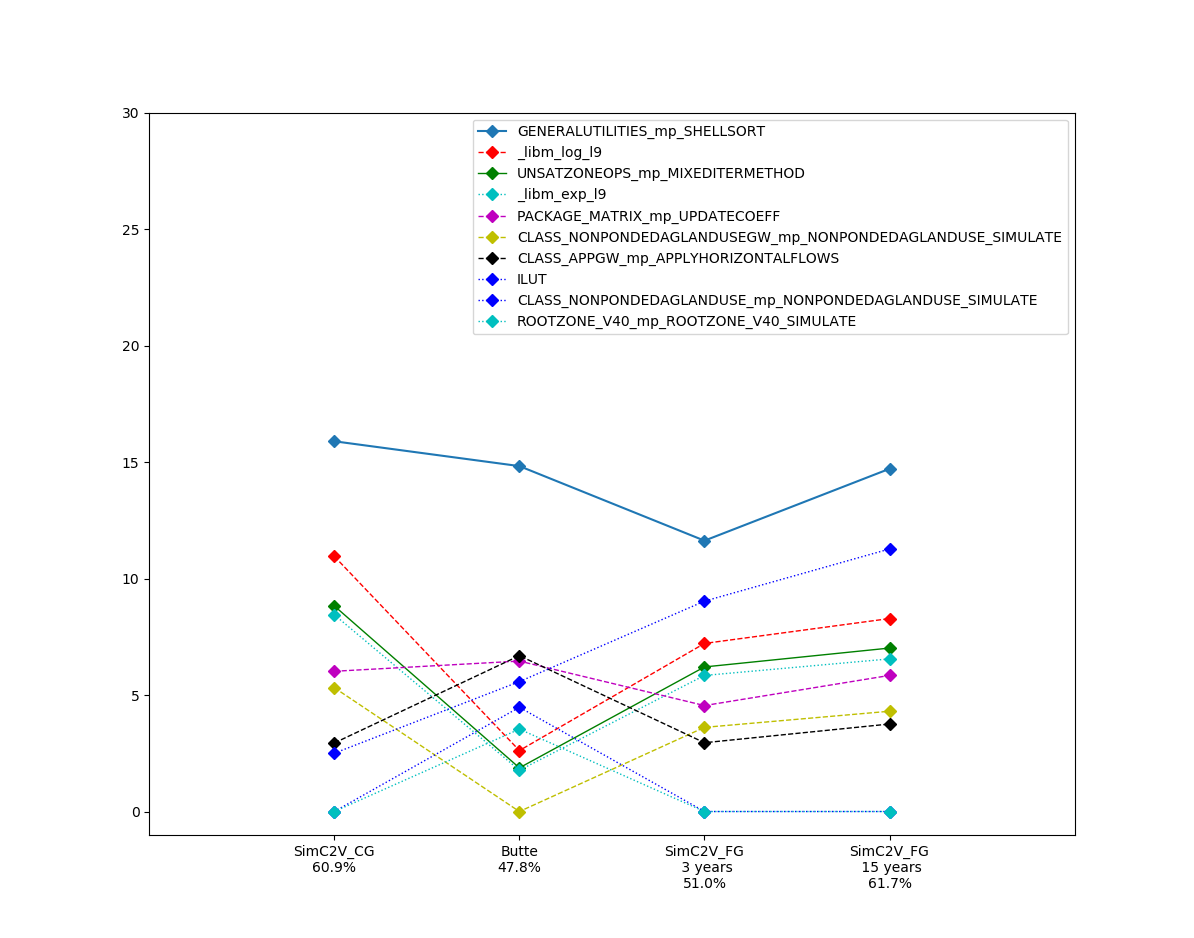 30
25
20
15
10
5
0
GENERALUTILITIES_mp_SHELLSORT
_libm_log_l9
UNSATZONEOPS_mp_MIXEDITERMETHOD
_libm_exp_l9
PACKAGE_MATRIX_mp_UPDATECOEFF
CLASS_NONPONDEDAGLANDUSEGW_mp_NONPONDEDAGLANDUSE_SIMULATE
CLASS_APPGW_mp_APPLYHORIZONTALFLOWS
ILUT
CLASS_NONPONDEDAGLANDUSE_mp_NONPONDEDAGLANDUSE_SIMULATE
ROOTZONE_V40_mp_ROOTZONE_V40_SIMULATE
SimC2V_CG
60.9%
Butte
47.8%
SimC2V_FG
3 years
51.0%
SimC2V_FG
15 years
61.7%